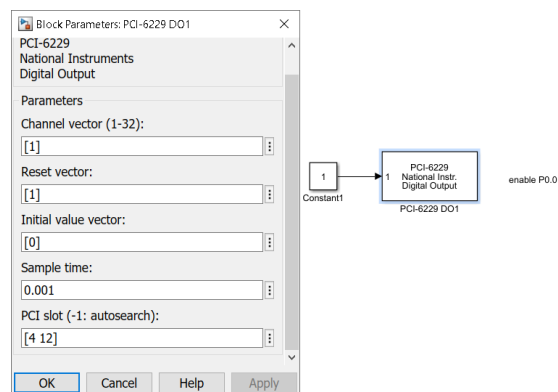 Block Parameters: PCI-6229 DO1
PCI-6229
National Instruments
Digital Output
Parameters
Channel vector (1-32):
[1]
Reset vector:
[1]
Initial value vector:
[0]
Sample time:
0.001
PCI slot (-1: autosearch):
[4 12]
OK Cancel Help Apply
1
Constant1
1
PCI-6229
National Instr.
Digital Output
PCI-6229 DO1
enable P0.0